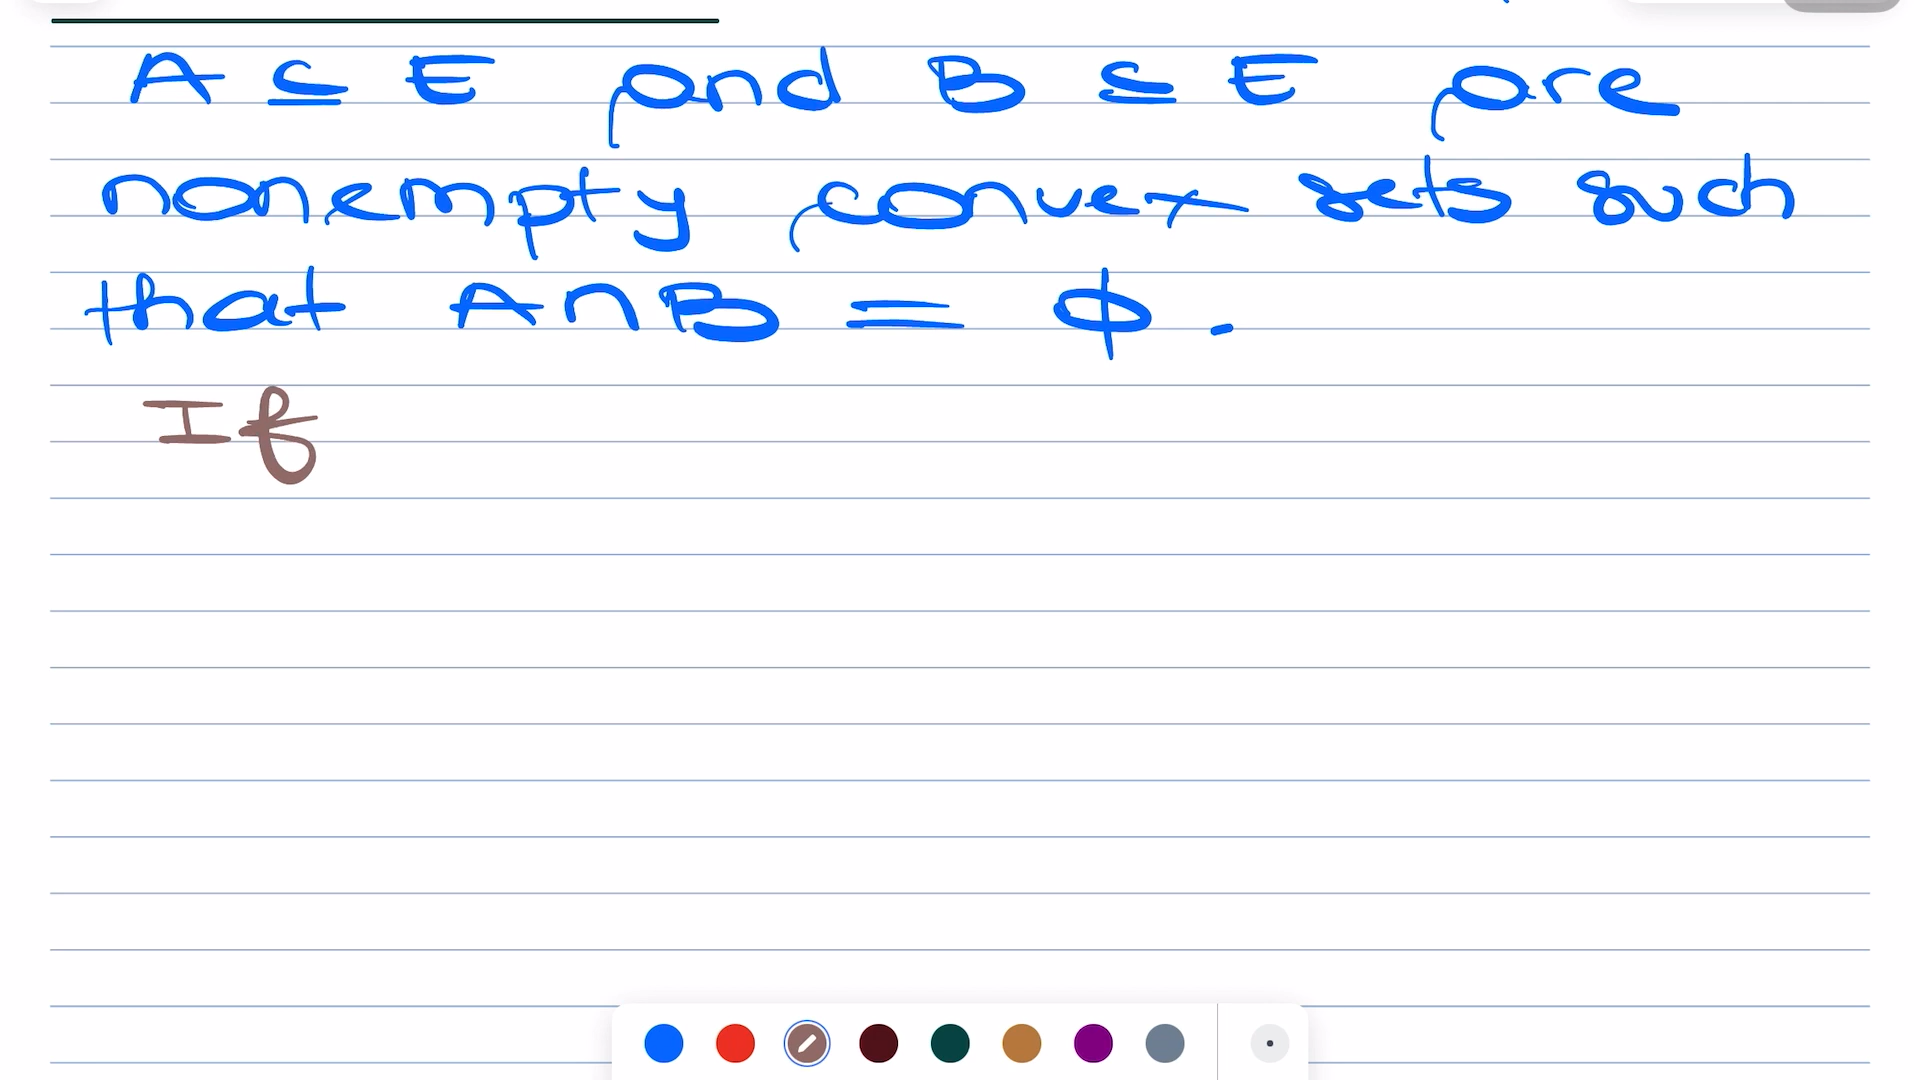 A ⊆ E and B ⊆ E are
nonempty convex sets such
that A ∩ B = ϕ.
If